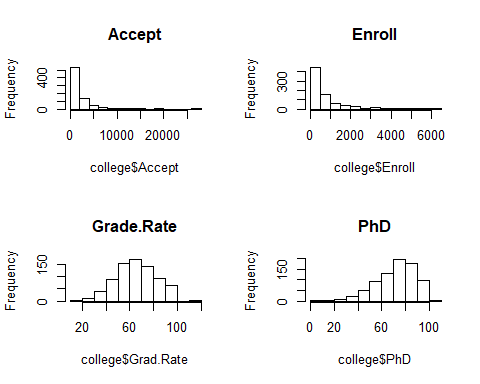 Accept
Frequency
0 400
0 10000 20000
college$Accept
Enroll
Frequency
0 300
0 2000 4000 6000
college$Enroll
Grade.Rate
Frequency
0 150
20 60 100
college$Grad.Rate
PhD
Frequency
0 150
0 20 60 100
college$PhD